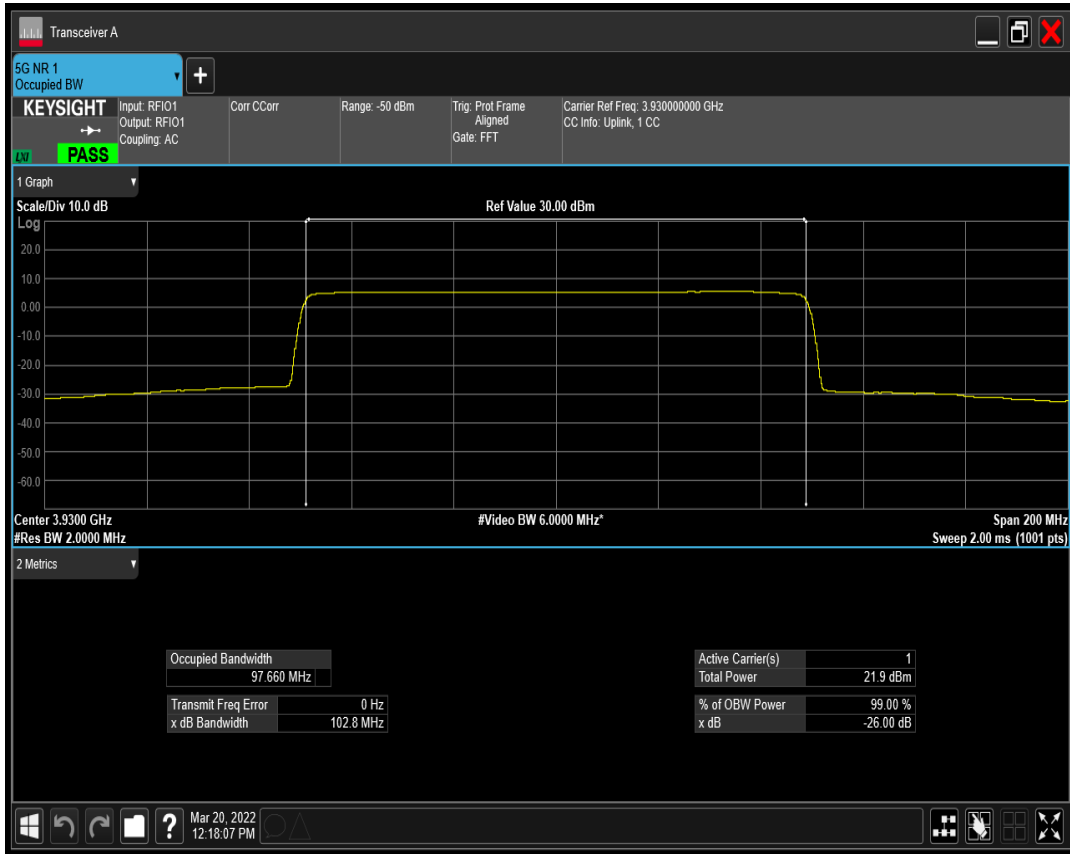 Transceiver A
5G NR 1
Occupied BW
KEYSIGHT
Input: RFIO1
Output: RFIO1
Coupling: AC
Corr CCorr
Range: -50 dBm
Trig: Prot Frame
Aligned
Gate: FFT
Carrier Ref Freq: 3.930000000 GHz
CC Info: Uplink, 1 CC
LXI
PASS
1 Graph
Scale/Div 10.0 dB
Ref Value 30.00 dBm
Log
20.0
10.0
0.00
-10.0
-20.0
-30.0
-40.0
-50.0
-60.0
Center 3.9300 GHz
#Video BW 6.0000 MHz*
Span 200 MHz
#Res BW 2.0000 MHz
Sweep 2.00 ms (1001 pts)
2 Metrics
Occupied Bandwidth
97.660 MHz
Transmit Freq Error 0 Hz
x dB Bandwidth 102.8 MHz
Active Carrier(s) 1
Total Power 21.9 dBm
% of OBW Power 99.00 %
x dB -26.00 dB
?
Mar 20, 2022
12:18:07 PM